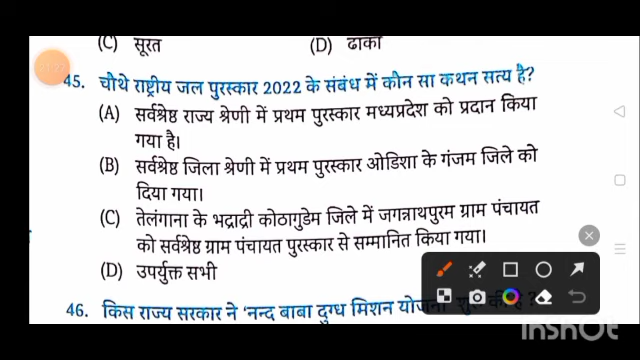 (C) सूरत (D) ढाका
45. चौथे राष्ट्रीय जल पुरस्कार 2022 के संबंध में कौन सा कथन सत्य है?
(A) सर्वश्रेष्ठ राज्य श्रेणी में प्रथम पुरस्कार मध्यप्रदेश को प्रदान किया
गया है।
(B) सर्वश्रेष्ठ जिला श्रेणी में प्रथम पुरस्कार ओडिशा के गंजम जिले को
दिया गया।
(C) तेलंगाना के भद्राद्री कोठागुडेम जिले में जगन्नाथपुरम ग्राम पंचायत
को सर्वश्रेष्ठ ग्राम पंचायत पुरस्कार से सम्मानित किया गया।
(D) उपर्युक्त सभी
46. किस राज्य सरकार ने 'नन्द बाबा दुग्ध मिशन योजना'